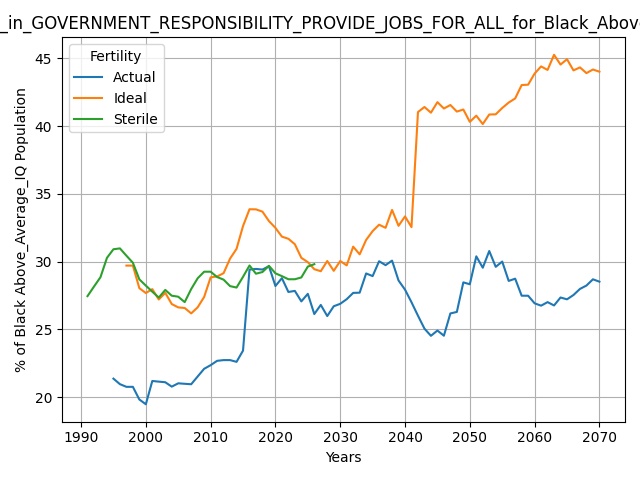 _in_GOVERNMENT_RESPONSIBILITY_PROVIDE_JOBS_FOR_ALL_for_Black_Above
Fertility
Actual
Ideal
Sterile
% of Black Above_Average_IQ Population
45
40
35
30
25
20
1990 2000 2010 2020 2030 2040 2050 2060 2070
Years